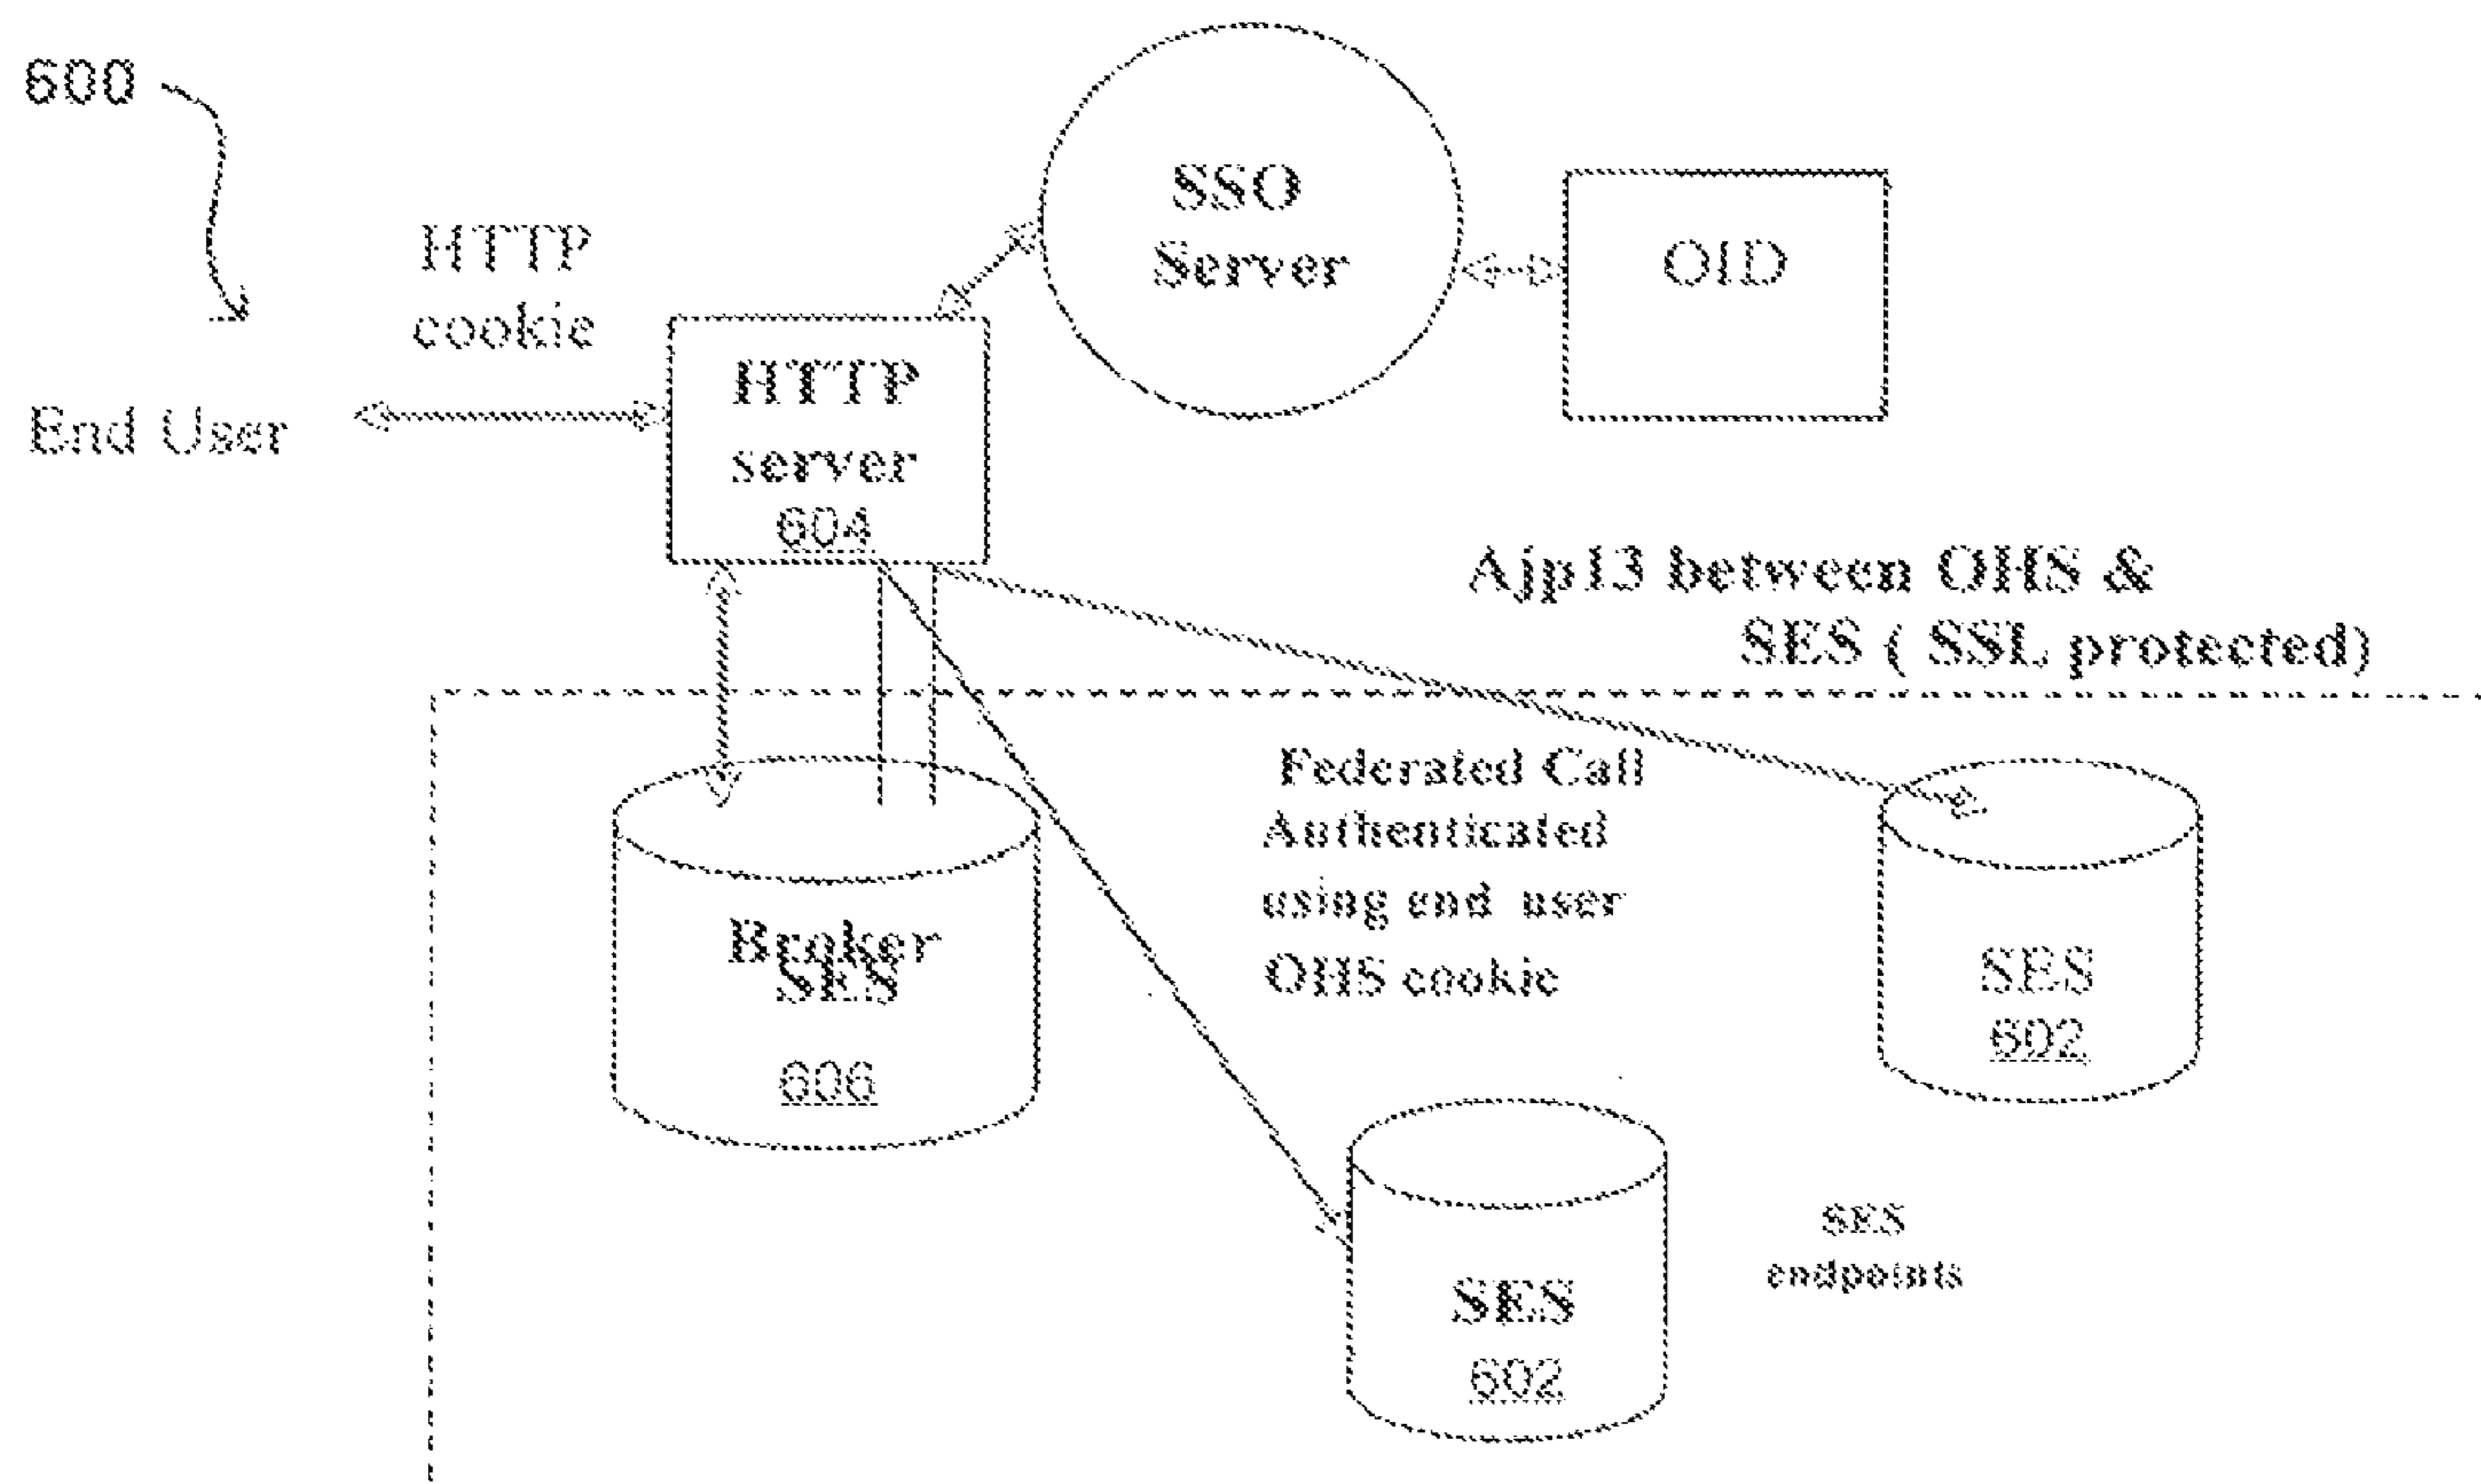 600
HTTP
cookie
End User
HTTP
server
604
SSO
Server
OID
Ajp13 between OHS &
SES ( SSL protected)
Federated Call
Authenticated
using end user
OHS cookie
Broker
SES
606
SES
602
SES
602
SES
endpoints